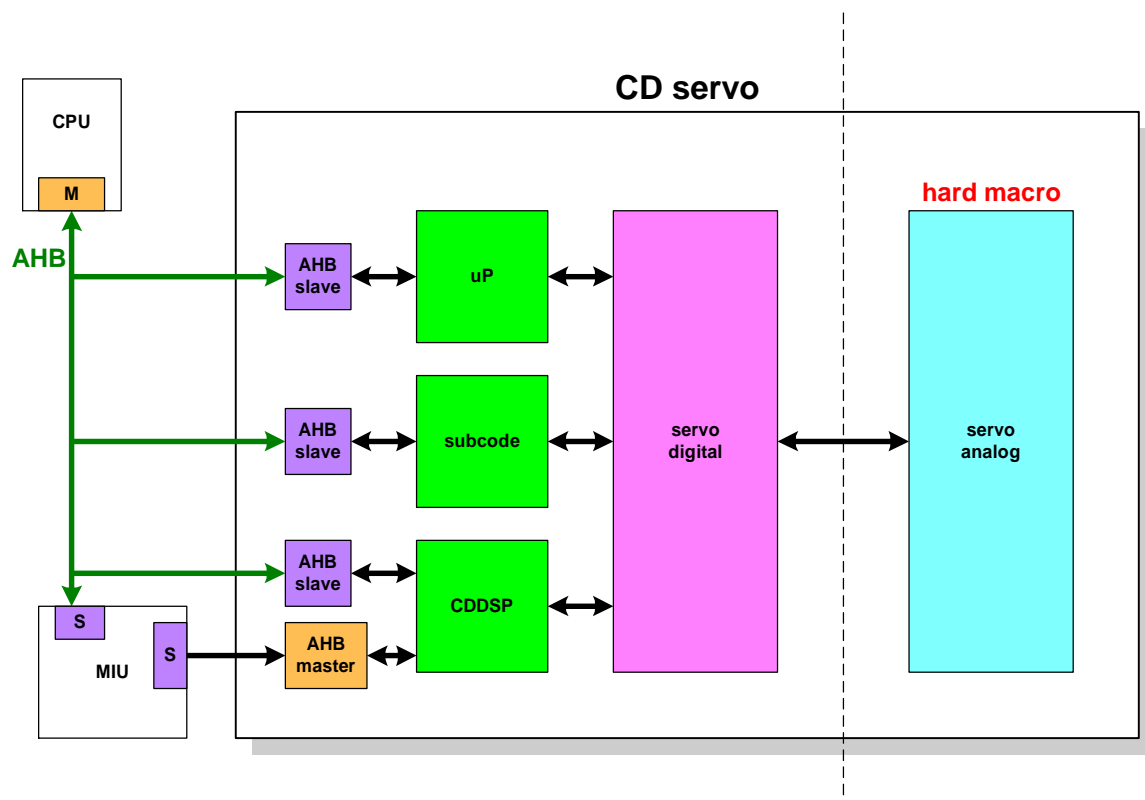 CD servo
CPU
M
hard macro
AHB
AHB
slave
uP
AHB
slave
subcode
servo
digital
servo
analog
AHB
slave
CDDSP
S
MIU
S
AHB
master